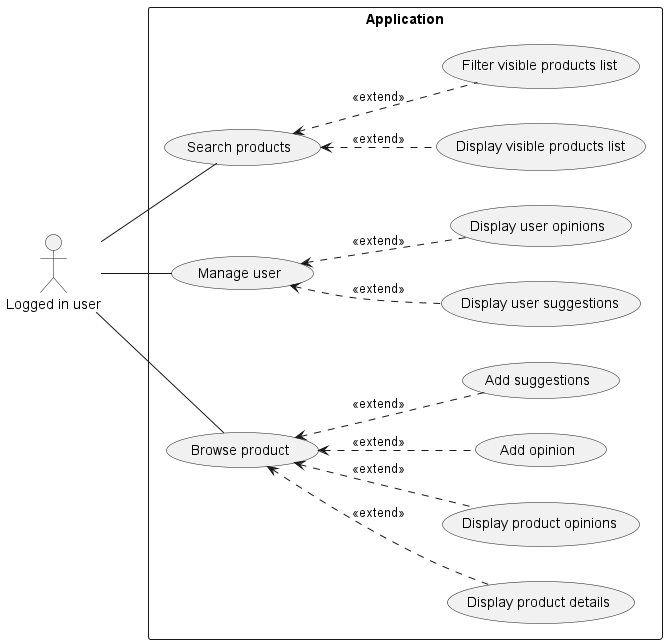 Application
Filter visible products list
«extend»
Search products
«extend»
Display visible products list
Display user opinions
«extend»
Manage user
«extend»
Display user suggestions
Logged in user
Add suggestions
«extend»
Browse product
«extend»
Add opinion
«extend»
Display product opinions
«extend»
Display product details